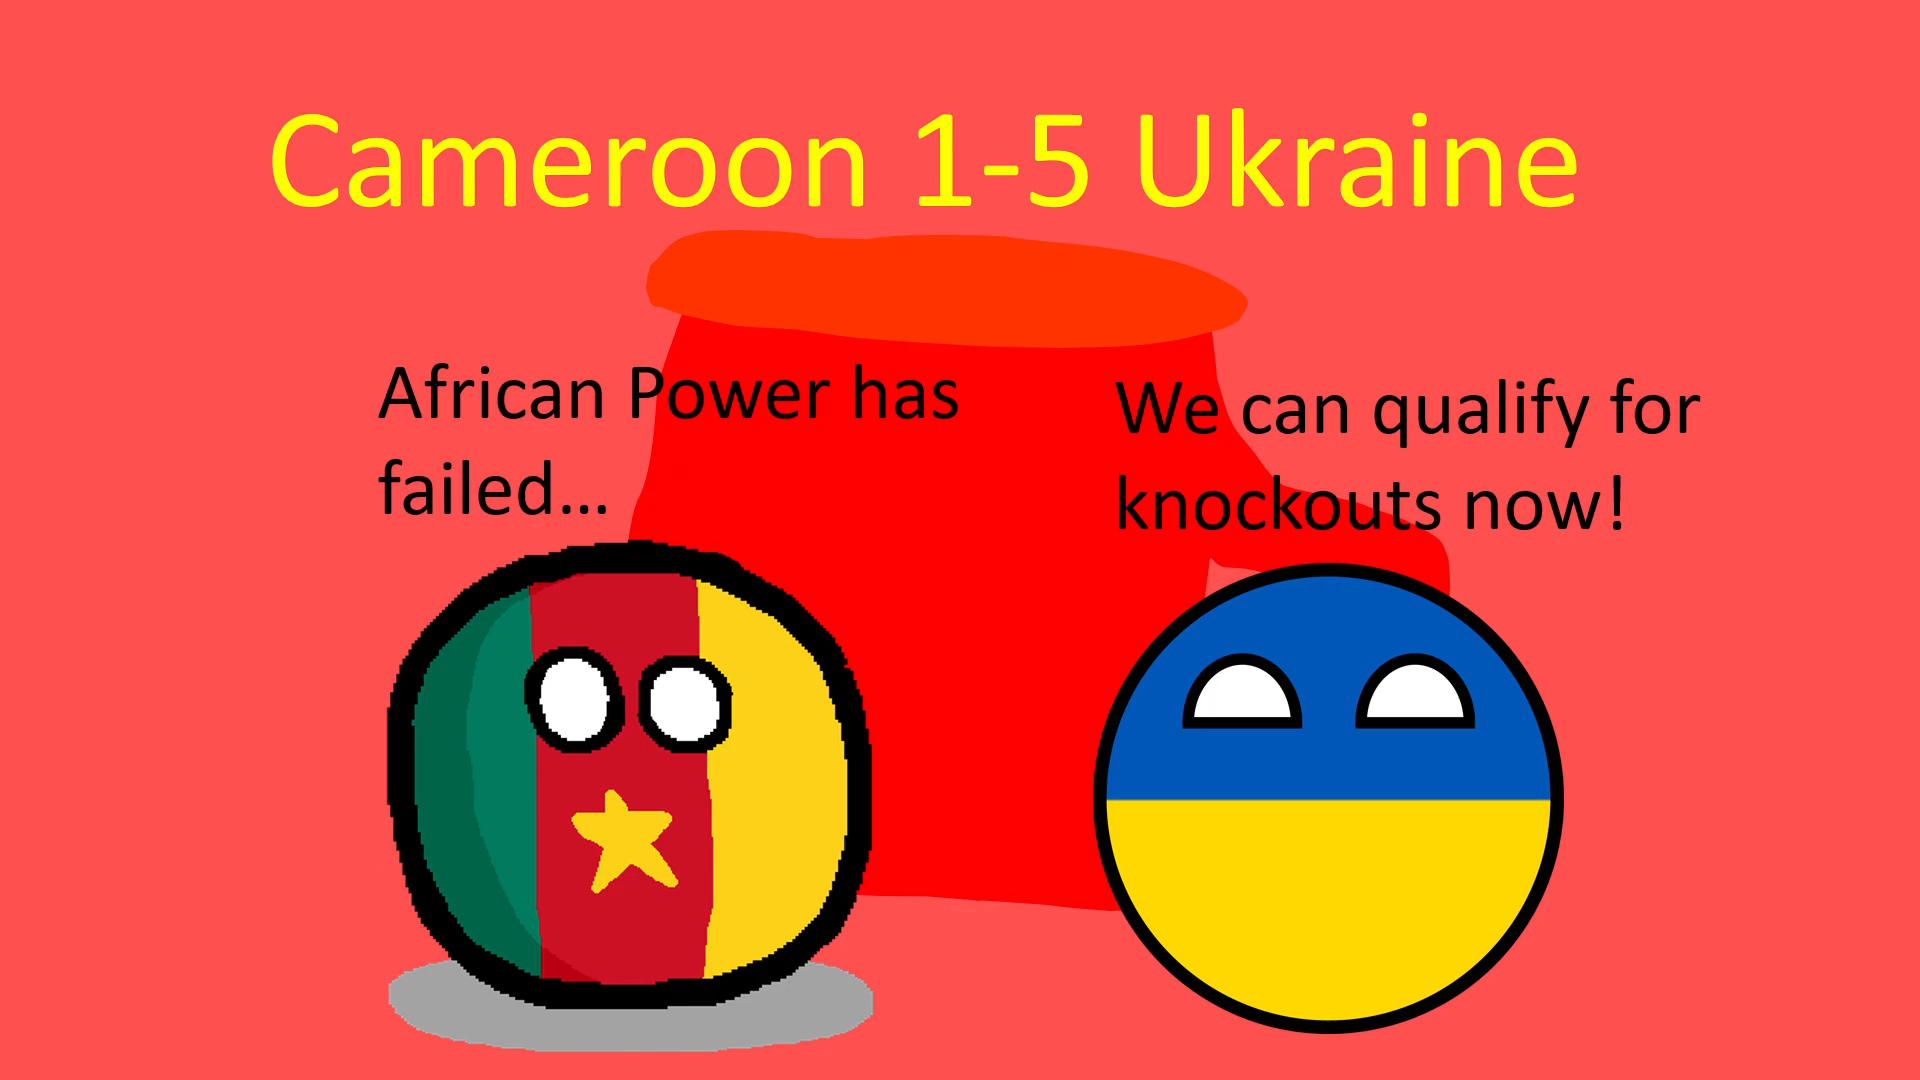 Cameroon 1-5 Ukraine
African Power has
failed...
We can qualify for
knockouts now!